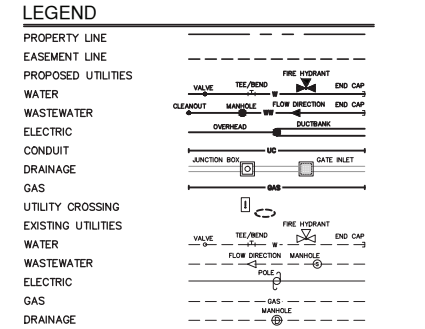 LEGEND
PROPERTY LINE
EASEMENT LINE
PROPOSED UTILITIES
FIRE HYDRANT
WATER VALVE TEE/BEND W END CAP
WASTEWATER CLEANOUT MANHOLE WW FLOW DIRECTION END CAP
ELECTRIC OVERHEAD DUCTBANK
CONDUIT UC
DRAINAGE JUNCTION BOX GATE INLET
GAS GAS
UTILITY CROSSING 1
EXISTING UTILITIES
FIRE HYDRANT
WATER VALVE TEE/BEND W END CAP
WASTEWATER FLOW DIRECTION MANHOLE S
ELECTRIC POLE
GAS GAS
DRAINAGE MANHOLE D